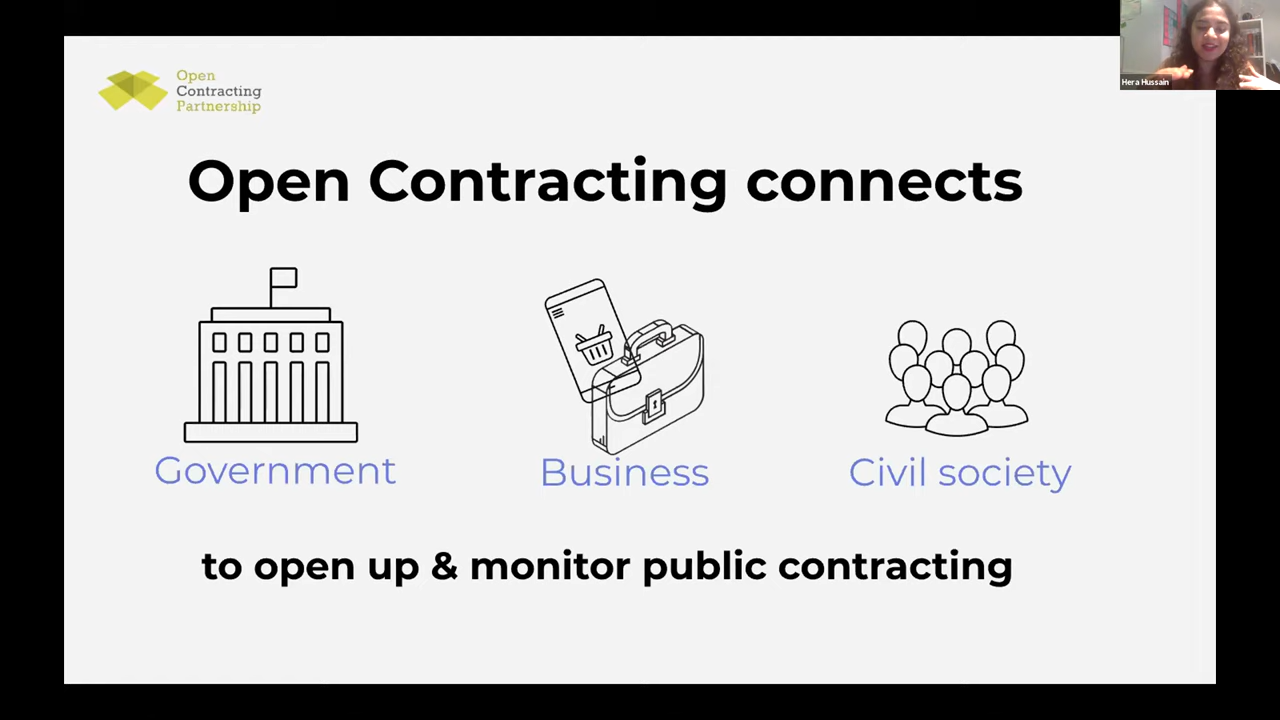 Hera Hussain
Open
Contracting
Partnership
Open Contracting connects
Government
Business
Civil society
to open up & monitor public contracting